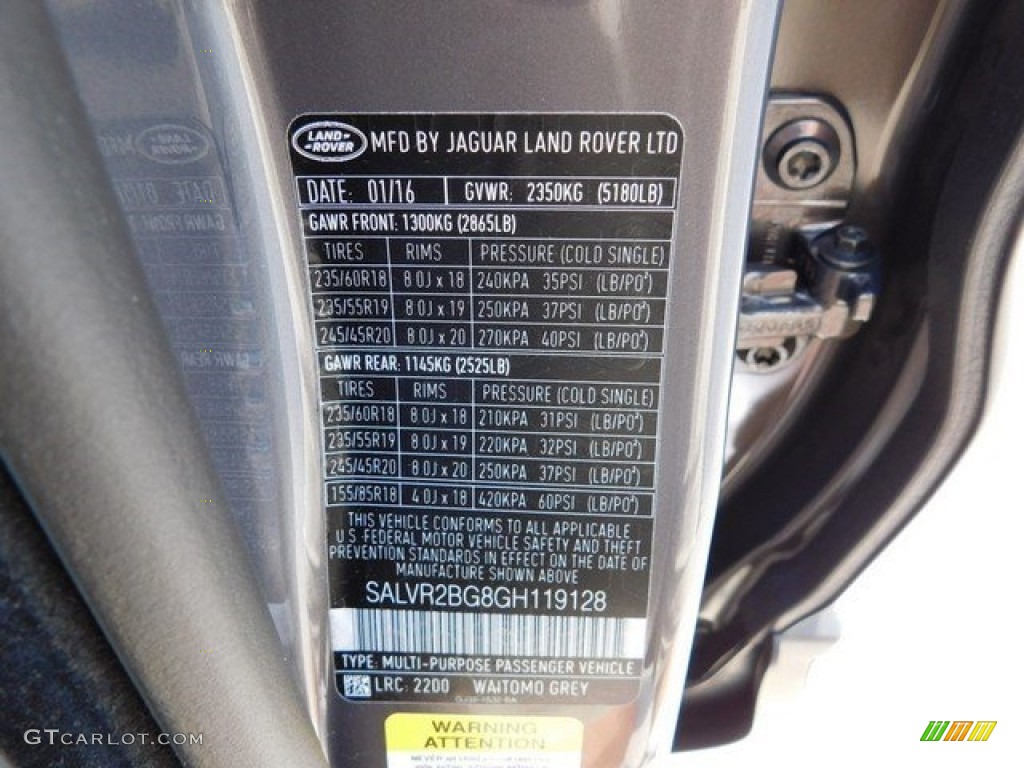 LAND ROVER MFD BY JAGUAR LAND ROVER LTD
DATE: 01/16 GVWR: 2350KG (5180LB)
GAWR FRONT: 1300KG (2865LB)
TIRES RIMS PRESSURE (COLD SINGLE)
235/60R18 8.0J x 18 240KPA 35PSI (LB/PO²)
235/55R19 8.0J x 19 250KPA 37PSI (LB/PO²)
245/45R20 8.0J x 20 270KPA 40PSI (LB/PO²)
GAWR REAR: 1145KG (2525LB)
TIRES RIMS PRESSURE (COLD SINGLE)
235/60R18 8.0J x 18 210KPA 31PSI (LB/PO²)
235/55R19 8.0J x 19 220KPA 32PSI (LB/PO²)
245/45R20 8.0J x 20 250KPA 37PSI (LB/PO²)
155/85R18 4.0J x 18 420KPA 60PSI (LB/PO²)
THIS VEHICLE CONFORMS TO ALL APPLICABLE
U.S. FEDERAL MOTOR VEHICLE SAFETY AND THEFT
PREVENTION STANDARDS IN EFFECT ON THE DATE OF
MANUFACTURE SHOWN ABOVE
SALVR2BG8GH119128
TYPE: MULTI-PURPOSE PASSENGER VEHICLE
LRC: 2200 WAITOMO GREY
WARNING
ATTENTION
GTCARLOT.COM